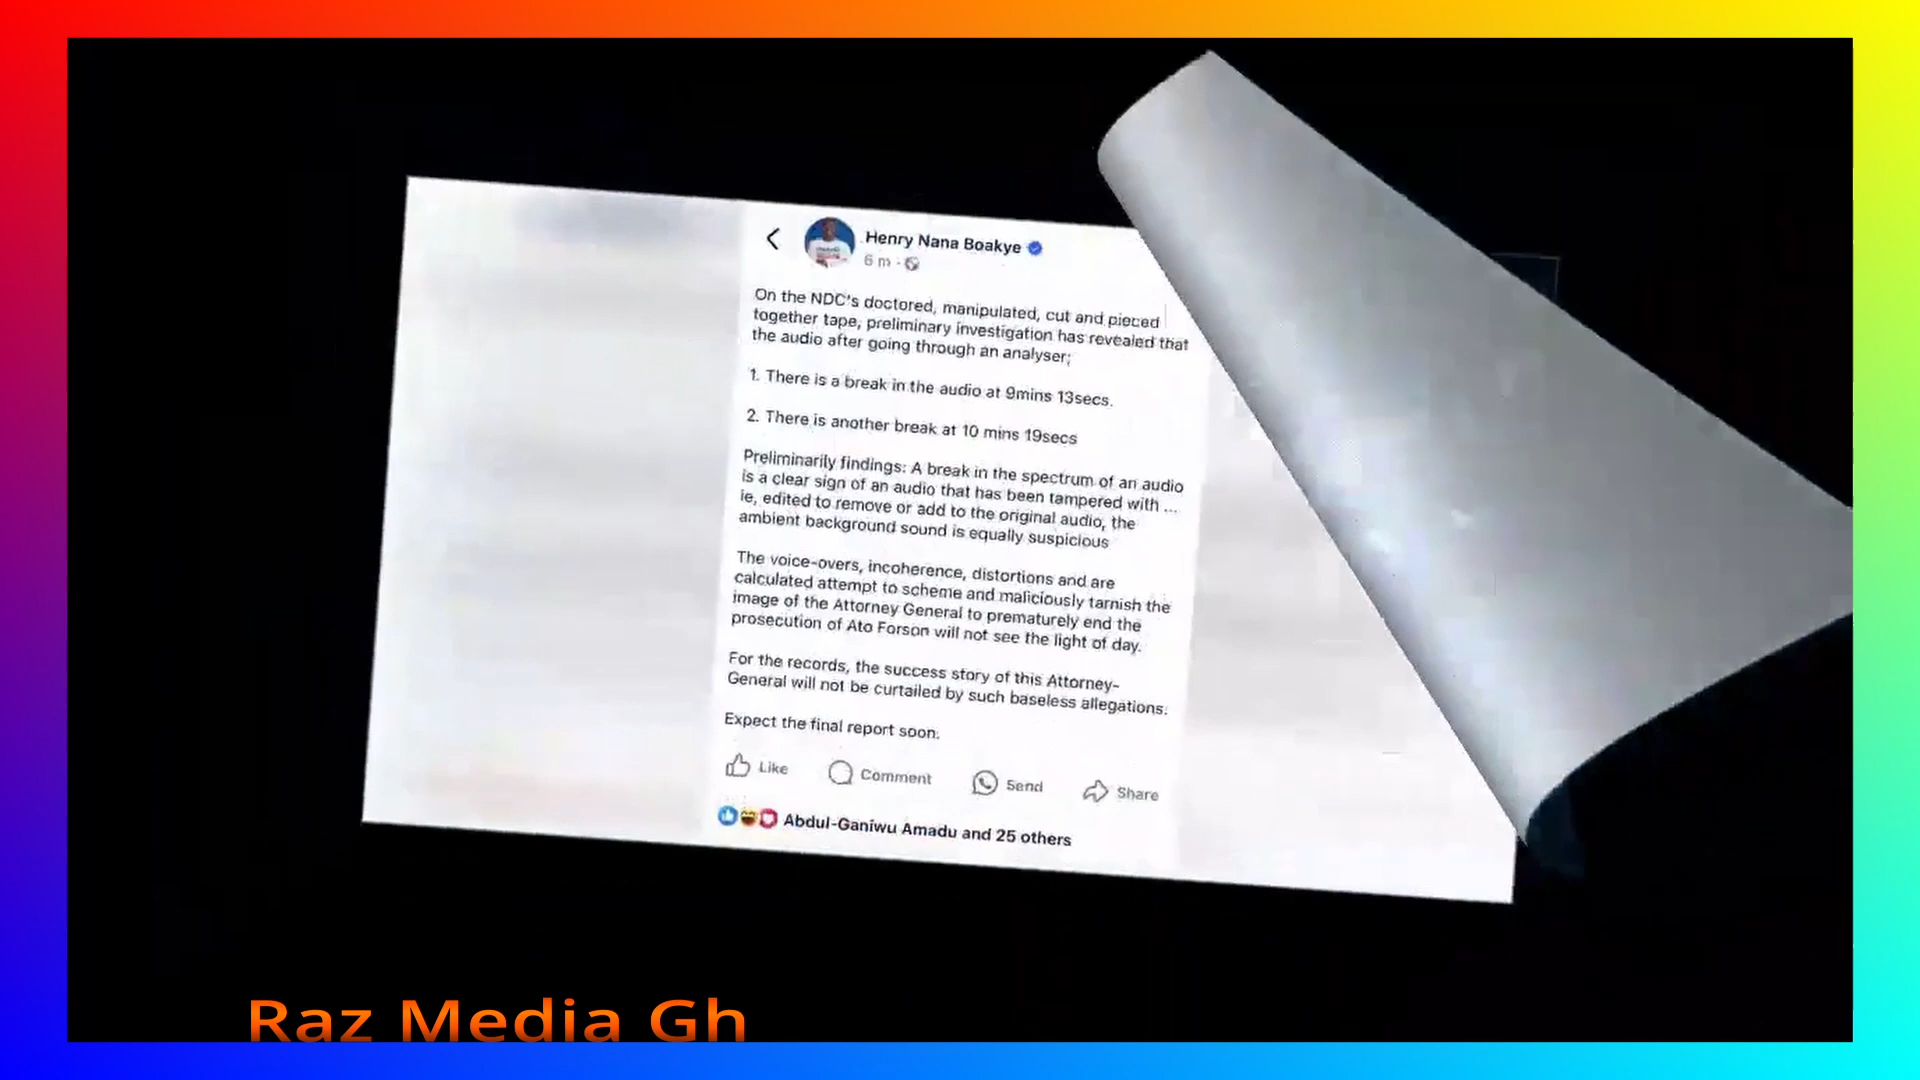 Henry Nana Boakye
6 m
On the NDC's doctored, manipulated, cut and pieced
together tape, preliminary investigation has revealed that
the audio after going through an analyser;
1. There is a break in the audio at 9mins 13secs.
2. There is another break at 10 mins 19secs
Preliminarily findings: A break in the spectrum of an audio
is a clear sign of an audio that has been tampered with ...
ie, edited to remove or add to the original audio, the
ambient background sound is equally suspicious
The voice-overs, incoherence, distortions and are
calculated attempt to scheme and maliciously tarnish the
image of the Attorney General to prematurely end the
prosecution of Ato Forson will not see the light of day.
For the records, the success story of this Attorney-
General will not be curtailed by such baseless allegations.
Expect the final report soon.
Like Comment Send Share
Abdul-Ganiwu Amadu and 25 others
Raz Media Gh